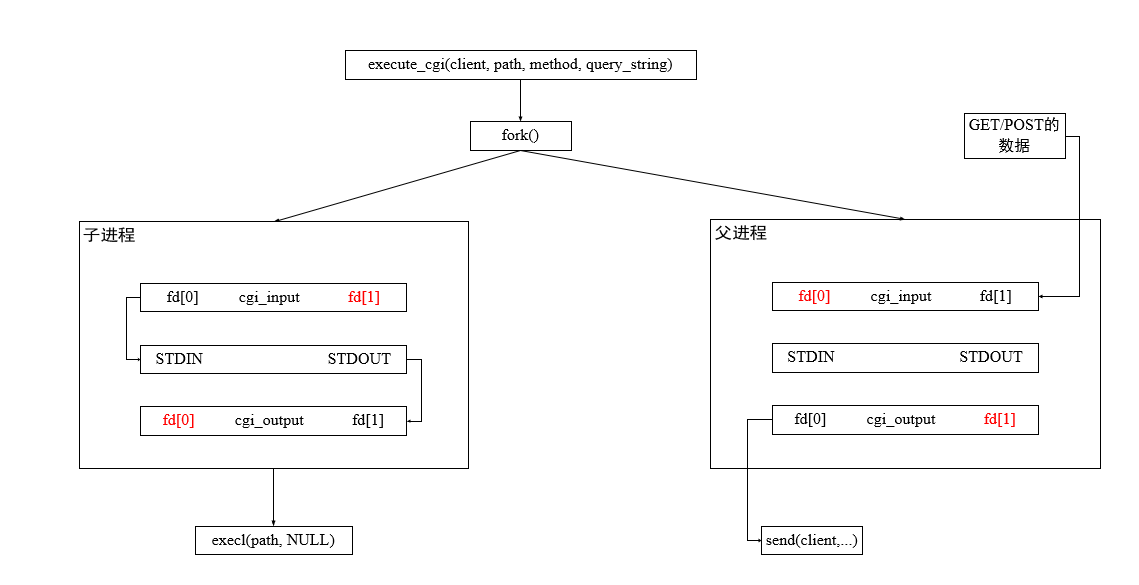 execute_cgi(client, path, method, query_string)
fork()
GET/POST的
数据
子进程
fd[0] cgi_input fd[1]
STDIN STDOUT
fd[0] cgi_output fd[1]
execl(path, NULL)
父进程
fd[0] cgi_input fd[1]
STDIN STDOUT
fd[0] cgi_output fd[1]
send(client,...)